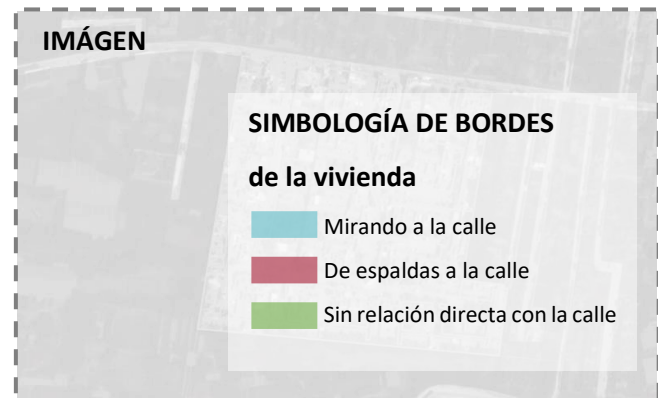 IMÁGEN
SIMBOLOGÍA DE BORDES
de la vivienda
Mirando a la calle
De espaldas a la calle
Sin relación directa con la calle